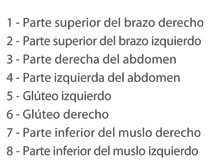 1 - Parte superior del brazo derecho
2 - Parte superior del brazo izquierdo
3 - Parte derecha del abdomen
4 - Parte izquierda del abdomen
5 - Glúteo izquierdo
6 - Glúteo derecho
7 - Parte inferior del muslo derecho
8 - Parte inferior del muslo izquierdo